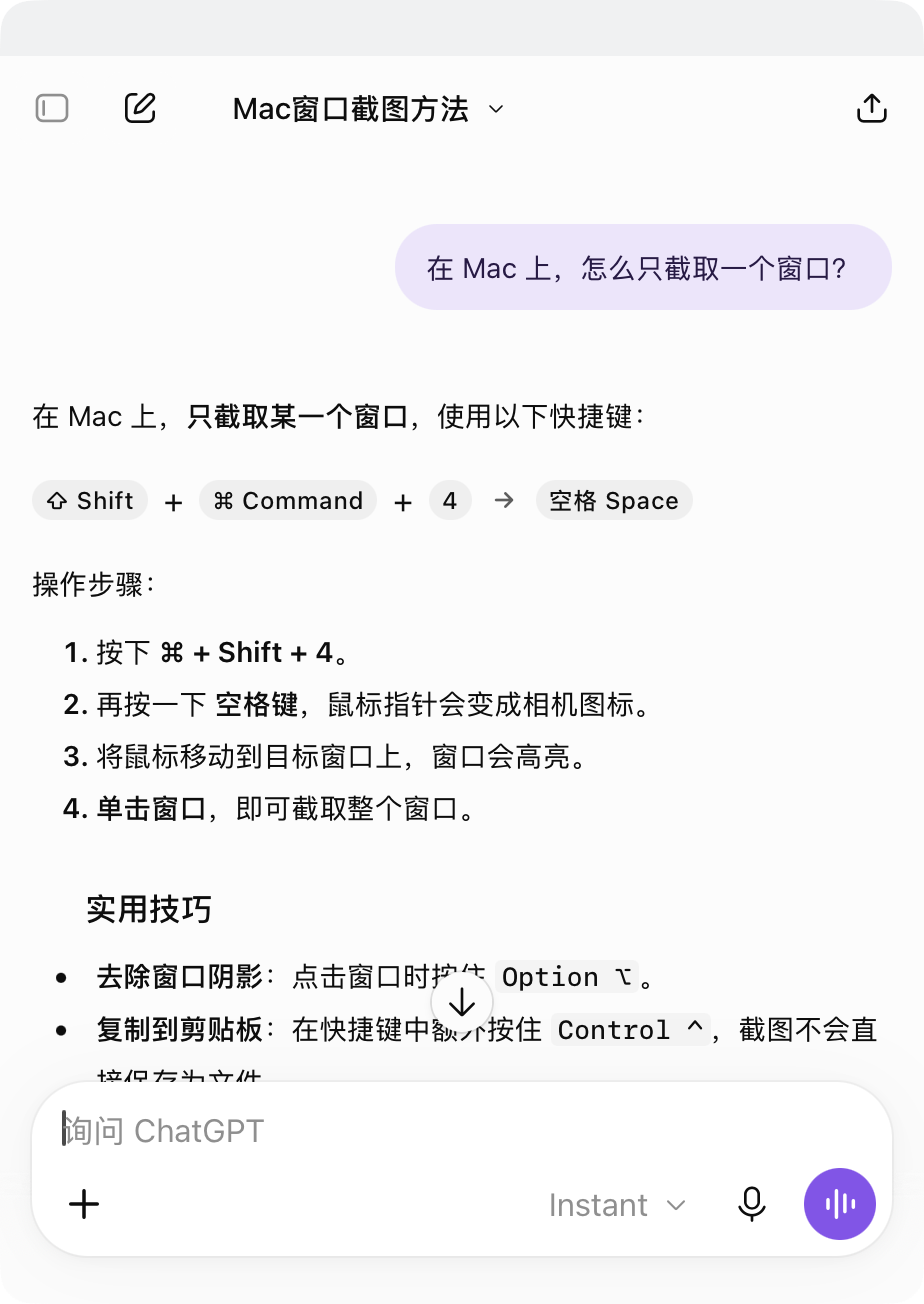 Mac窗口截图方法
在 Mac 上，怎么只截取一个窗口？
在 Mac 上，只截取某一个窗口，使用以下快捷键：
⇧ Shift + ⌘ Command + 4 → 空格 Space
操作步骤：
1. 按下 ⌘ + Shift + 4。
2. 再按一下 空格键，鼠标指针会变成相机图标。
3. 将鼠标移动到目标窗口上，窗口会高亮。
4. 单击窗口，即可截取整个窗口。
实用技巧
• 去除窗口阴影：点击窗口时按住 Option ⌥。
• 复制到剪贴板：在快捷键中额外按住 Control ^，截图不会直
接保存为文件
询问 ChatGPT
Instant